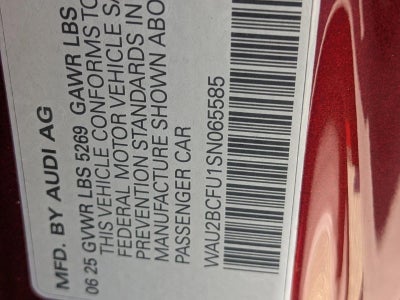 MFD. BY AUDI AG
06 25 GVWR LBS 5269 GAWR LBS
THIS VEHICLE CONFORMS TO
FEDERAL MOTOR VEHICLE SA
PREVENTION STANDARDS IN
MANUFACTURE SHOWN ABO
PASSENGER CAR
WAU2BCFU1SN065585